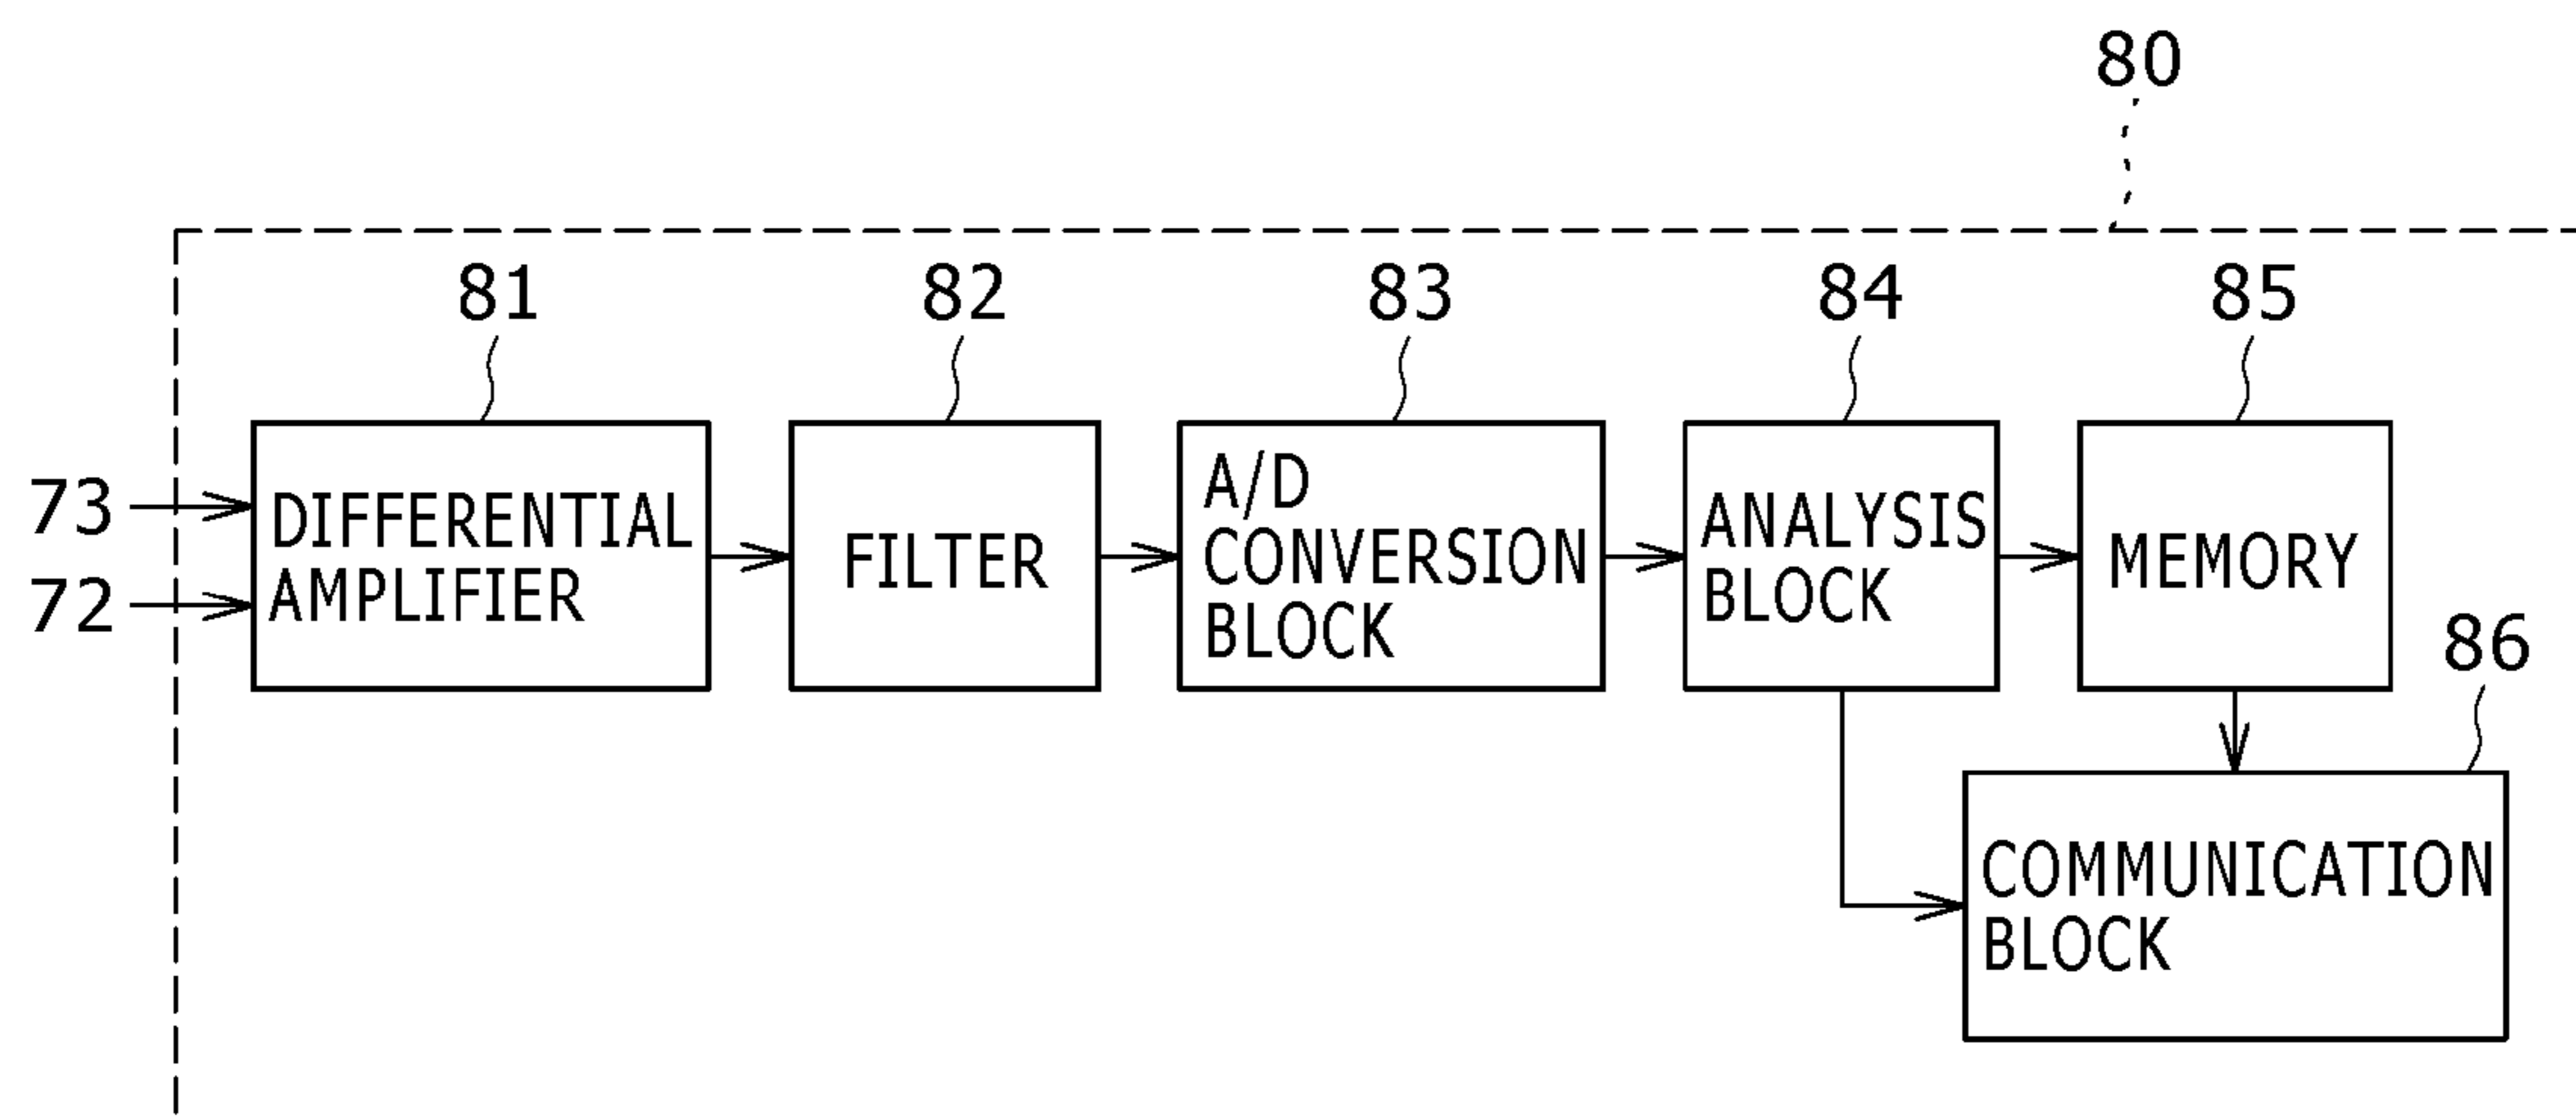 80
81
82
83
84
85
73
72
DIFFERENTIAL
AMPLIFIER
FILTER
A/D
CONVERSION
BLOCK
ANALYSIS
BLOCK
MEMORY
86
COMMUNICATION
BLOCK